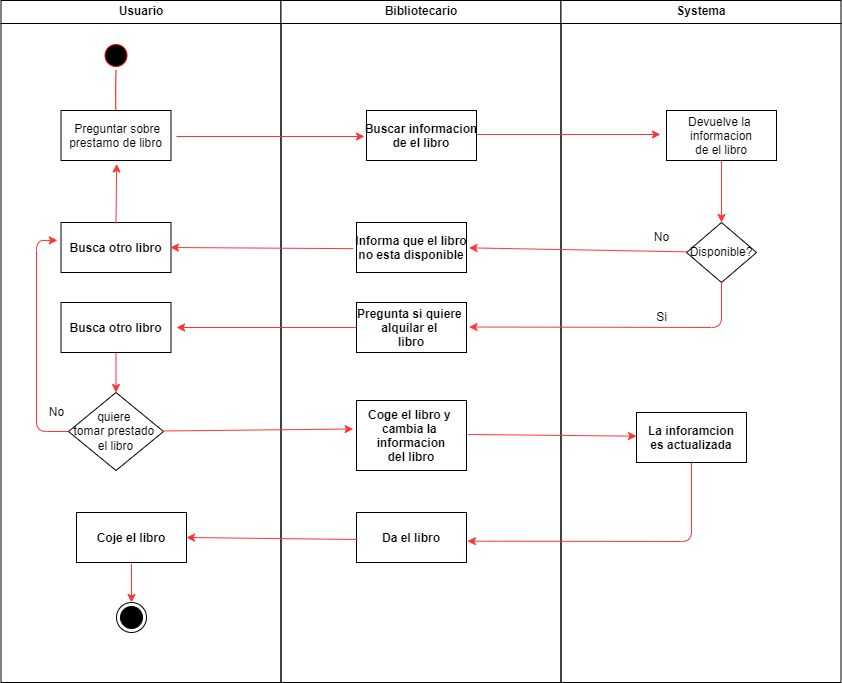 Usuario
Bibliotecario
Systema
Preguntar sobre
prestamo de libro
Buscar informacion
de el libro
Devuelve la
informacion
de el libro
Busca otro libro
Informa que el libro
no esta disponible
No
Disponible?
Busca otro libro
Pregunta si quiere
alquilar el
libro
Si
No
quiere
tomar prestado
el libro
Coge el libro y
cambia la
informacion
del libro
La inforamcion
es actualizada
Coje el libro
Da el libro